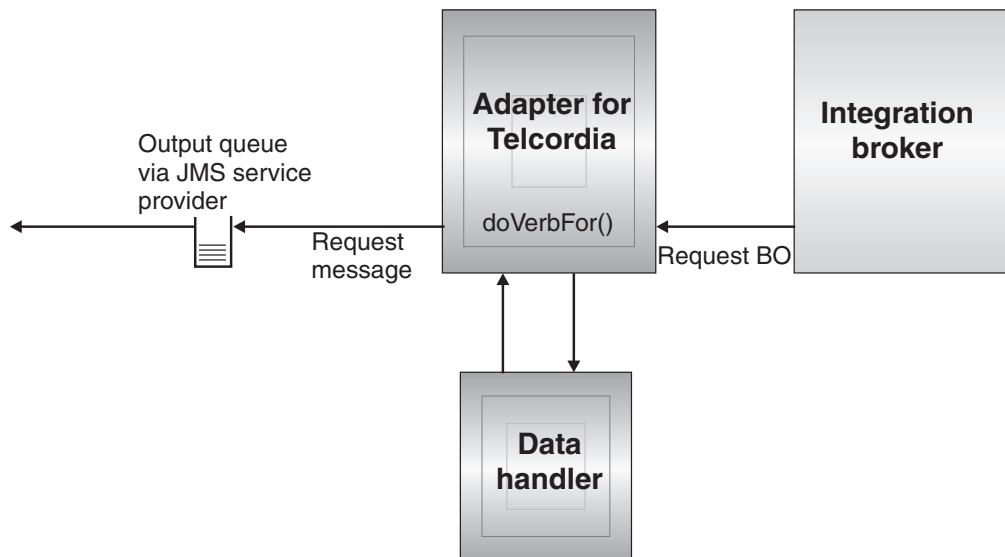 Adapter for
Telcordia
doVerbFor()
Integration
broker
Output queue
via JMS service
provider
Request
message
Request BO
Data
handler